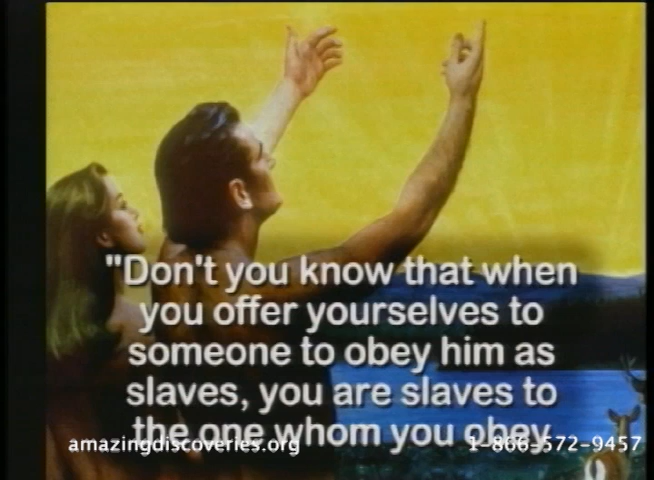 "Don't you know that when
you offer yourselves to
someone to obey him as
slaves, you are slaves to
the one whom you obey
amazingdiscoveries.org
1-866-572-9457